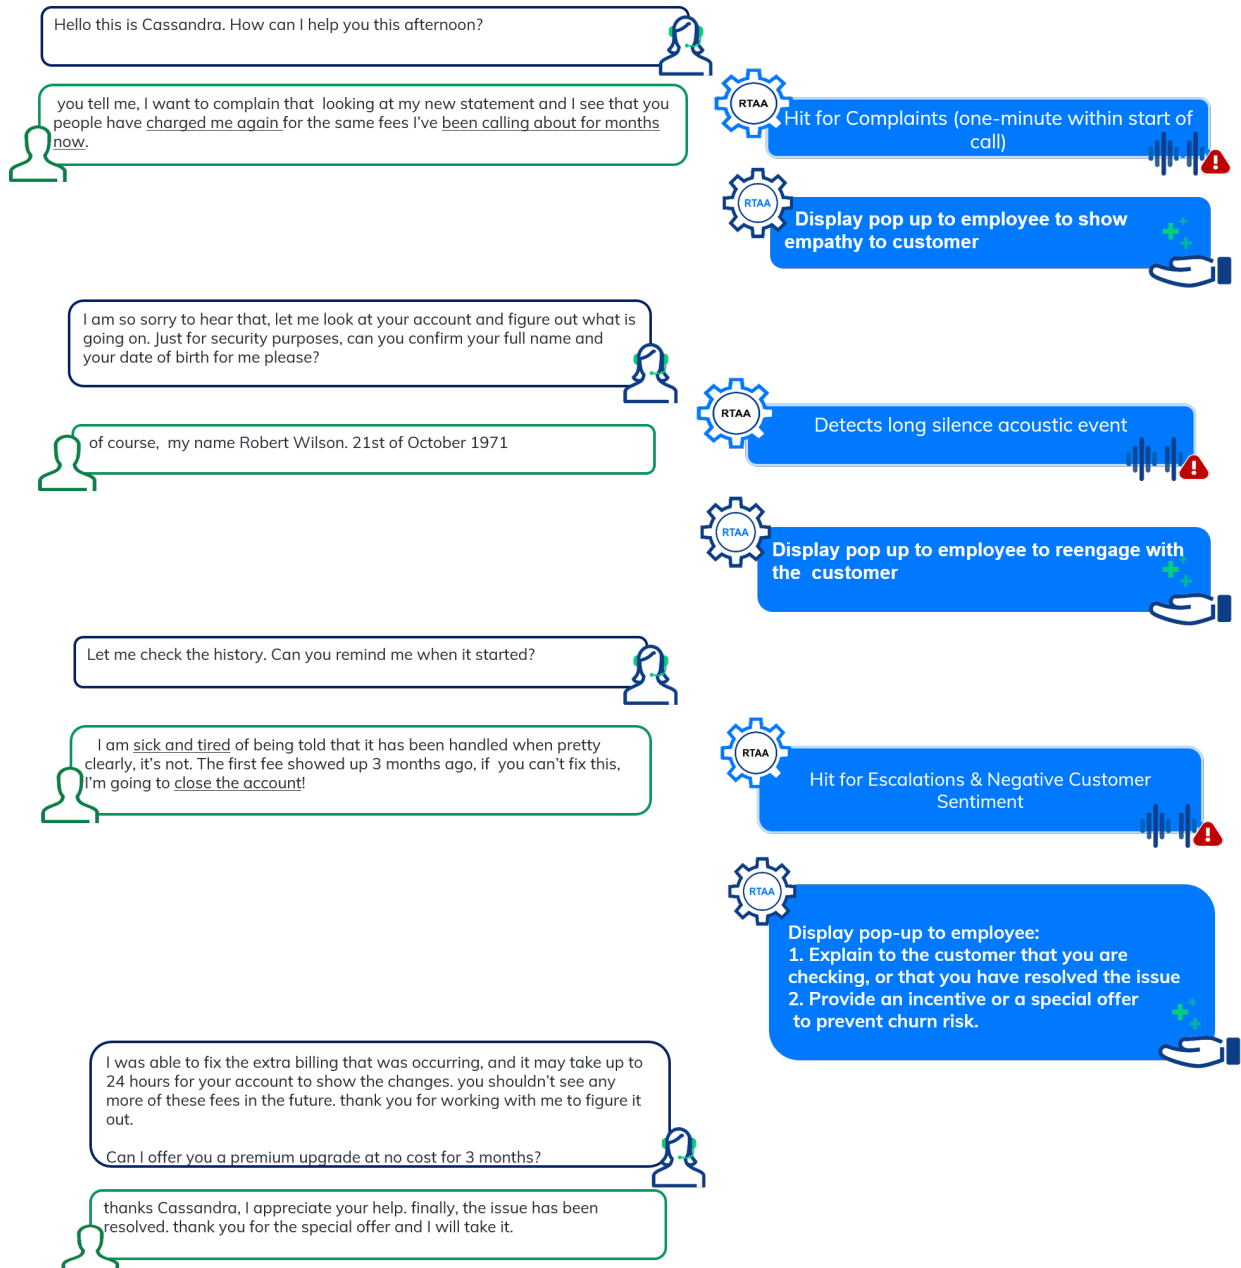 Hello this is Cassandra. How can I help you this afternoon?
you tell me, I want to complain that looking at my new statement and I see that you
people have charged me again for the same fees I've been calling about for months
now.
RTAA
Hit for Complaints (one-minute within start of
call)
RTAA
Display pop up to employee to show
empathy to customer
I am so sorry to hear that, let me look at your account and figure out what is
going on. Just for security purposes, can you confirm your full name and
your date of birth for me please?
of course, my name Robert Wilson. 21st of October 1971
RTAA
Detects long silence acoustic event
RTAA
Display pop up to employee to reengage with
the customer
Let me check the history. Can you remind me when it started?
I am sick and tired of being told that it has been handled when pretty
clearly, it's not. The first fee showed up 3 months ago, if you can't fix this,
I'm going to close the account!
RTAA
Hit for Escalations & Negative Customer
Sentiment
RTAA
Display pop-up to employee:
1. Explain to the customer that you are
checking, or that you have resolved the issue
2. Provide an incentive or a special offer
to prevent churn risk.
I was able to fix the extra billing that was occurring, and it may take up to
24 hours for your account to show the changes. you shouldn't see any
more of these fees in the future. thank you for working with me to figure it
out.
Can I offer you a premium upgrade at no cost for 3 months?
thanks Cassandra, I appreciate your help. finally, the issue has been
resolved. thank you for the special offer and I will take it.